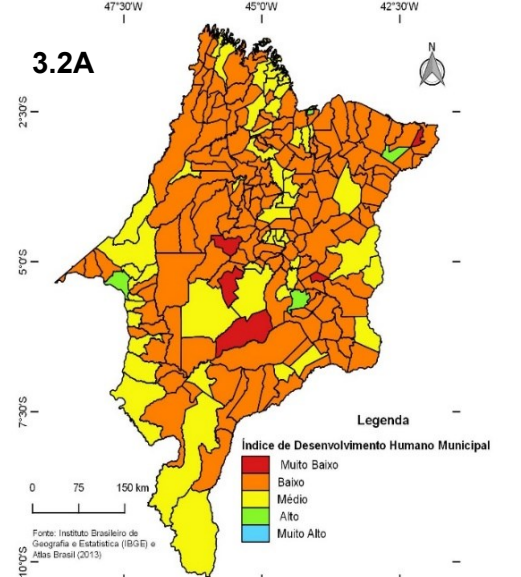 47°30'W 45°0'W 42°30'W
3.2A
N
2°30'S
5°0'S
7°30'S
10°0'S
Legenda
Índice de Desenvolvimento Humano Municipal
Muito Baixo
Baixo
Médio
Alto
Muito Alto
0 75 150 km
Fonte: Instituto Brasileiro de
Geografia e Estatística (IBGE) e
Atlas Brasil (2013)